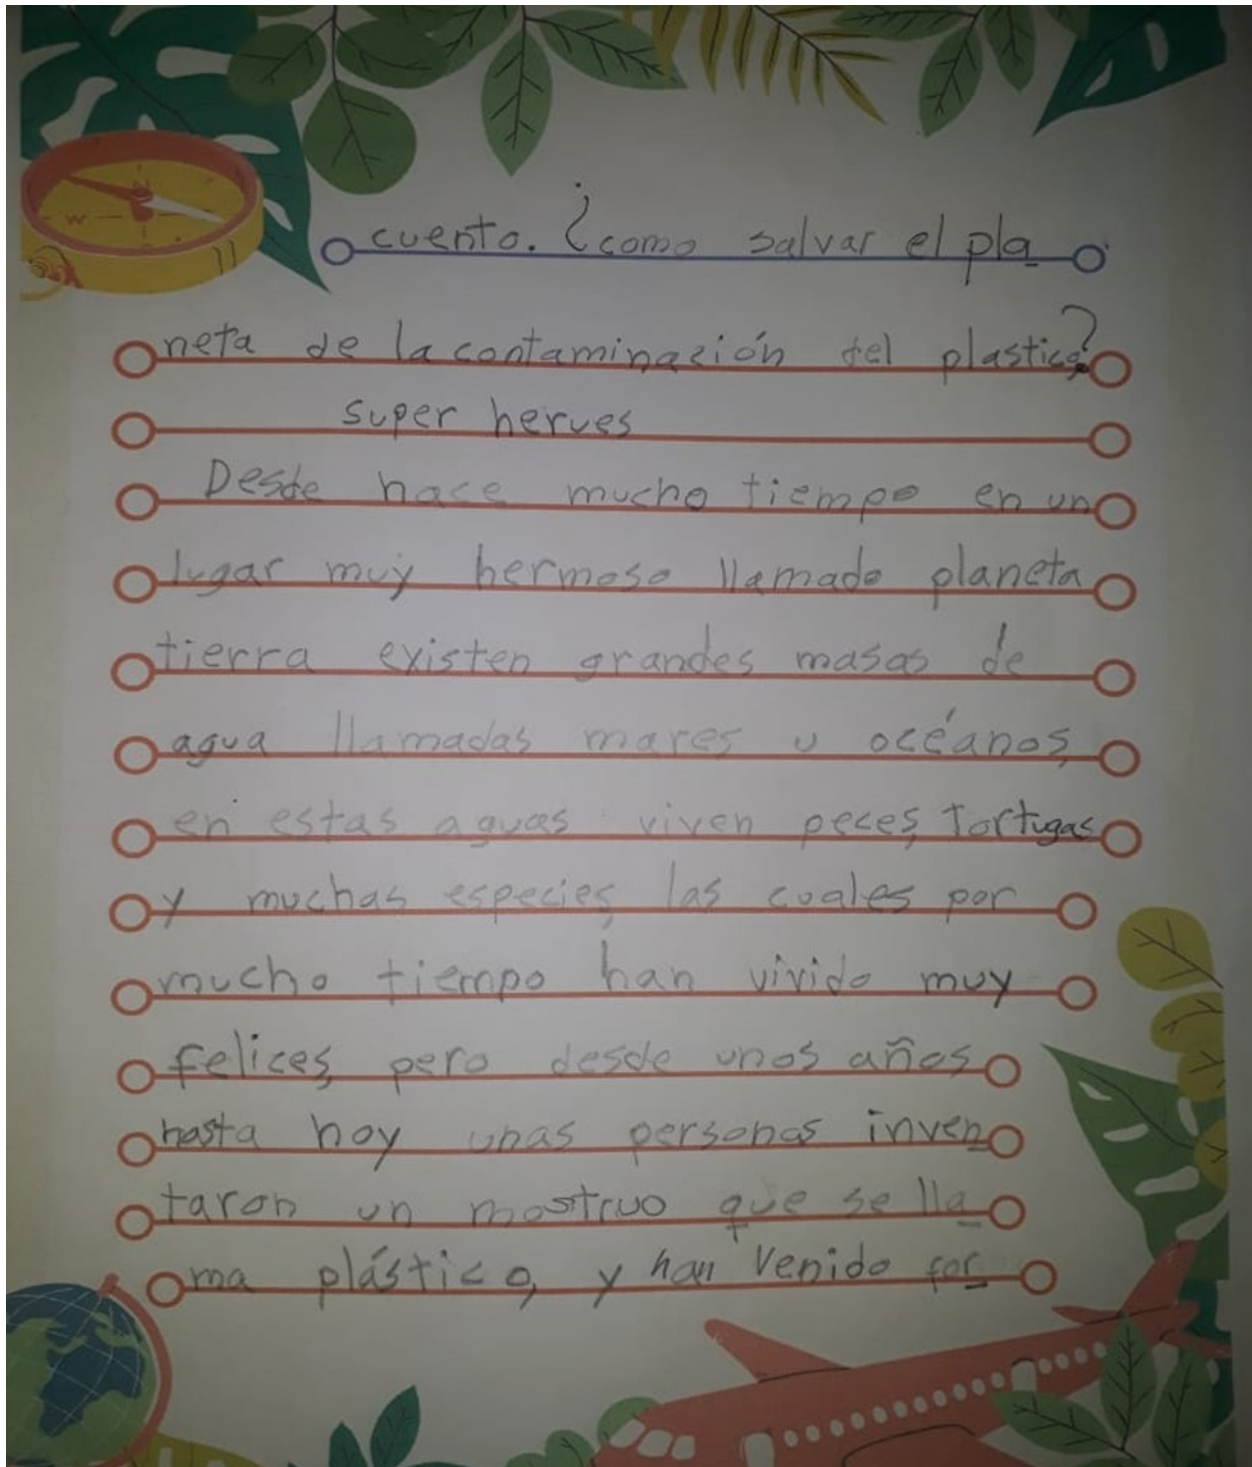 cuento. ¿como salvar el pla
neta de la contaminación del plastico?
super herues
Desde hace mucho tiempo en un
lugar muy hermoso llamado planeta
tierra existen grandes masas de
agua llamadas mares u océanos,
en estas aguas viven peces, Tortugas
y muchas especies, las cuales por
mucho tiempo han vivido muy
felices, pero desde unos años
hasta hoy unas personas inven
taron un mostruo que se lla
ma plástico, y han venido for
W